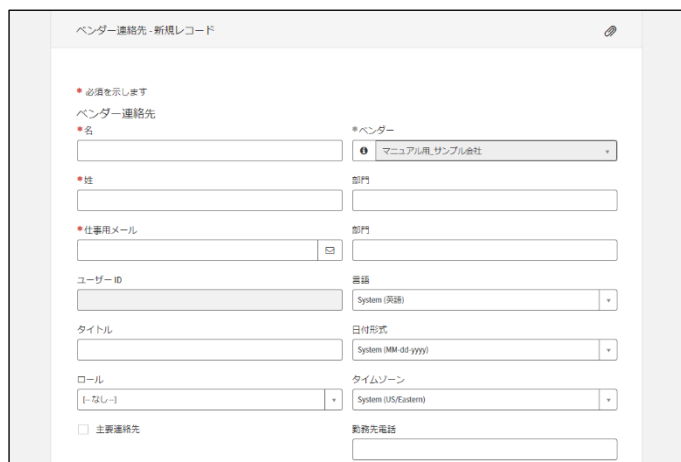 ベンダー連絡先 - 新規レコード
* 必須を示します
ベンダー連絡先
*名
*ベンダー
マニュアル用_サンプル会社
*姓
部門
*仕事用メール
部門
ユーザー ID
言語
System (英語)
タイトル
日付形式
System (MM-dd-yyyy)
ロール
[-- なし --]
タイムゾーン
System (US/Eastern)
主要連絡先
勤務先電話